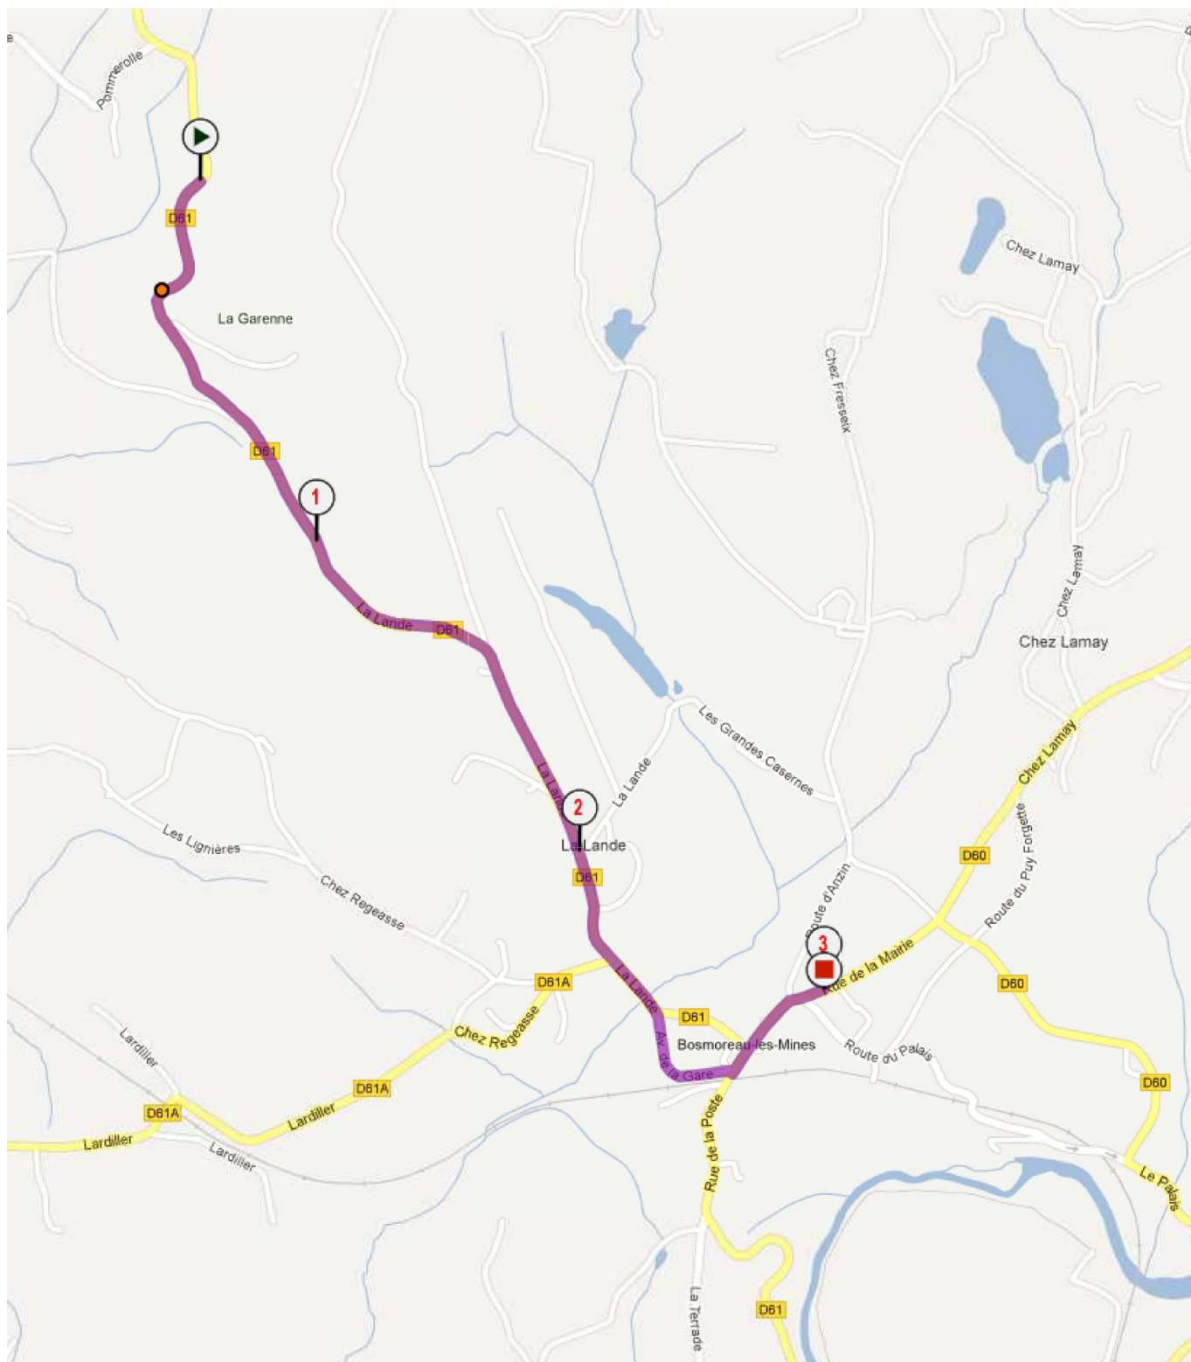 Pommerolle
D61
La Garenne
Chez Lamay
Chez Fresseix
D61
1
Chez Lamay
La Lande
D61
Chez Lamay
Les Grandes Casernes
Chez Lamay
La Lande
La Lande
2
Les Lignières
La Lande
D60
Route du Puy Forgette
Chez Regeasse
D61
Route d'Anzin
3
Rue de la Mairie
La Lande
D61A
D60
Chez Regeasse
D61
Lardiller
Av. de la Gare
Bosmoreau-les-Mines
Route du Palais
D61A
D60
D61A
Lardiller
Lardiller
Lardiller
Rue de la Poste
Le Palais
La Terrade
D61